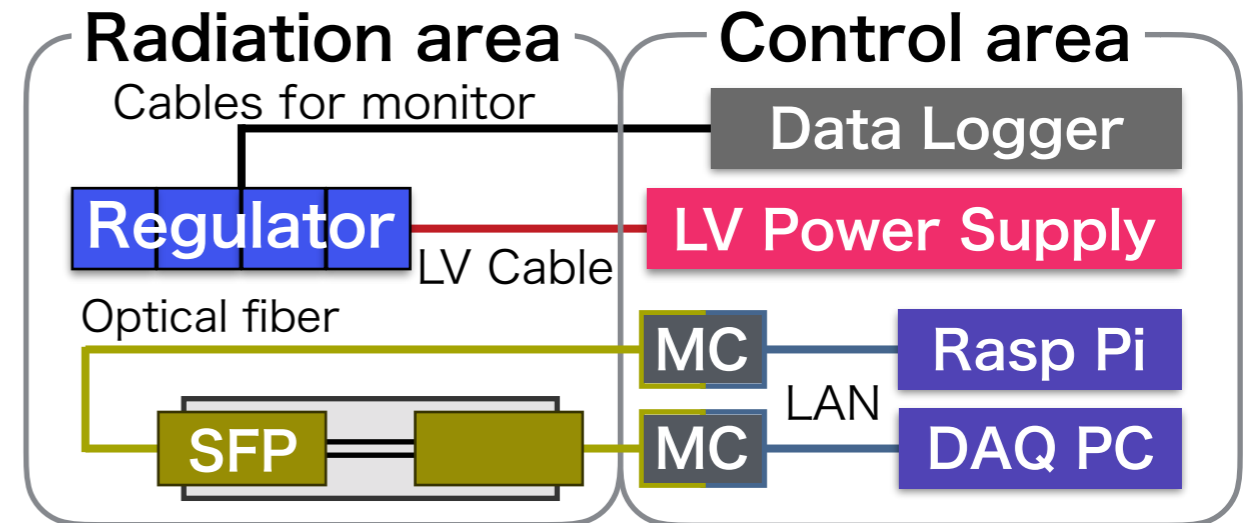 Radiation area
Control area
Cables for monitor
Data Logger
Regulator
LV Power Supply
LV Cable
Optical fiber
MC
Rasp Pi
LAN
SFP
MC
DAQ PC